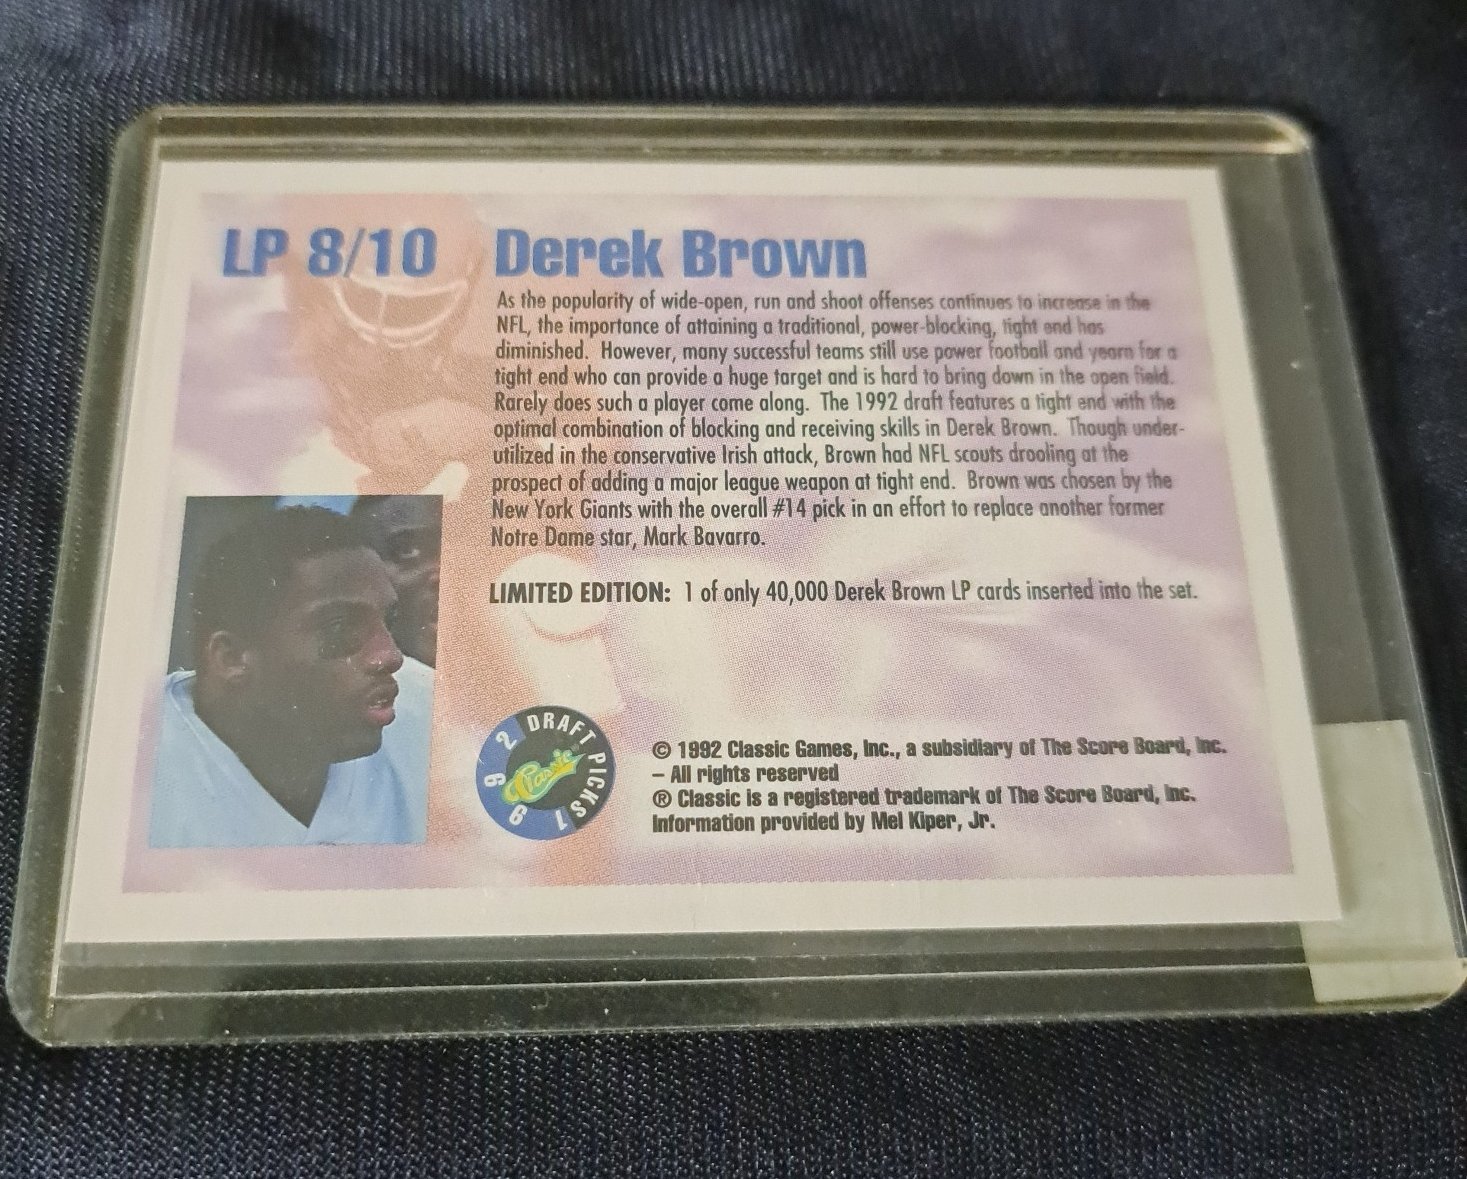 LP 8/10
Derek Brown
As the popularity of wide-open, run and shoot offenses continues to increase in the
NFL, the importance of attaining a traditional, power-blocking, tight end has
diminished. However, many successful teams still use power football and yearn for a
tight end who can provide a huge target and is hard to bring down in the open field.
Rarely does such a player come along. The 1992 draft features a tight end with the
optimal combination of blocking and receiving skills in Derek Brown. Though under-
utilized in the conservative Irish attack, Brown had NFL scouts drooling at the
prospect of adding a major league weapon at tight end. Brown was chosen by the
New York Giants with the overall #14 pick in an effort to replace another former
Notre Dame star, Mark Bavarro.
LIMITED EDITION: 1 of only 40,000 Derek Brown LP cards inserted into the set.
1992 DRAFT PICKS
Classic®
© 1992 Classic Games, Inc., a subsidiary of The Score Board, Inc.
– All rights reserved
® Classic is a registered trademark of The Score Board, Inc.
Information provided by Mel Kiper, Jr.